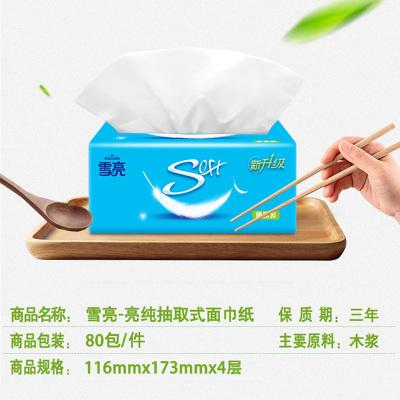 雪亮
Soft
新升级
商品名称： 雪亮-亮纯抽取式面巾纸 保 质 期： 三年
商品包装： 80包/件 主要原料： 木浆
商品规格： 116mmx173mmx4层